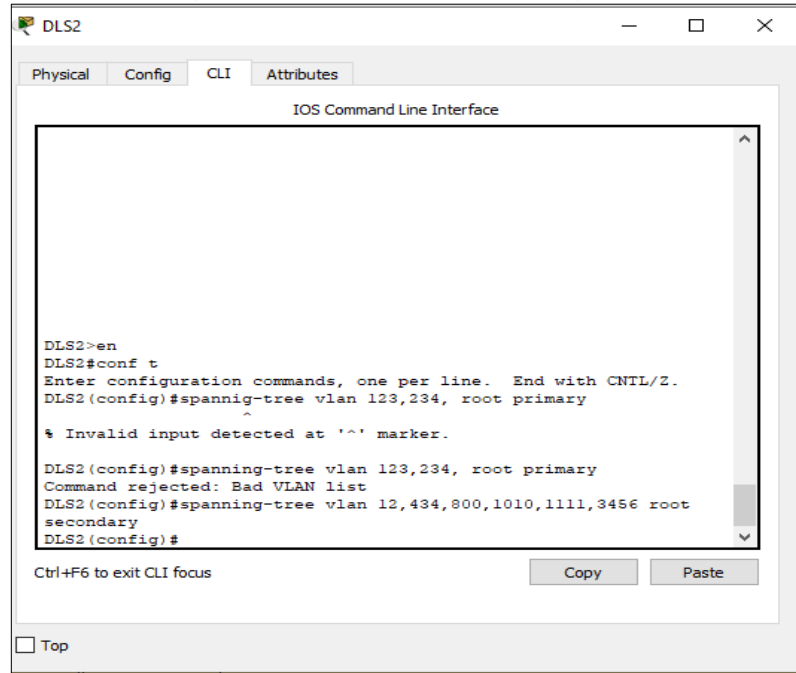 DLS2
Physical Config CLI Attributes
IOS Command Line Interface
DLS2>en
DLS2#conf t
Enter configuration commands, one per line.  End with CNTL/Z.
DLS2(config)#spannig-tree vlan 123,234, root primary
^
% Invalid input detected at '^' marker.
DLS2(config)#spanning-tree vlan 123,234, root primary
Command rejected: Bad VLAN list
DLS2(config)#spanning-tree vlan 12,434,800,1010,1111,3456 root
secondary
DLS2(config)#
Ctrl+F6 to exit CLI focus
Copy Paste
Top